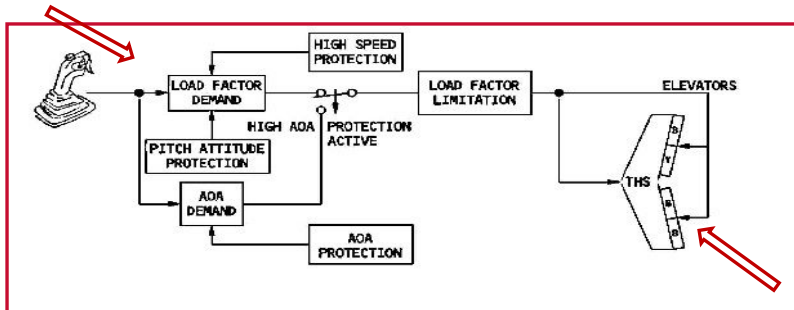 HIGH SPEED
PROTECTION
LOAD FACTOR
DEMAND
LOAD FACTOR
LIMITATION
ELEVATORS
HIGH AOA
PROTECTION
ACTIVE
PITCH ATTITUDE
PROTECTION
THS
AOA
DEMAND
AOA
PROTECTION